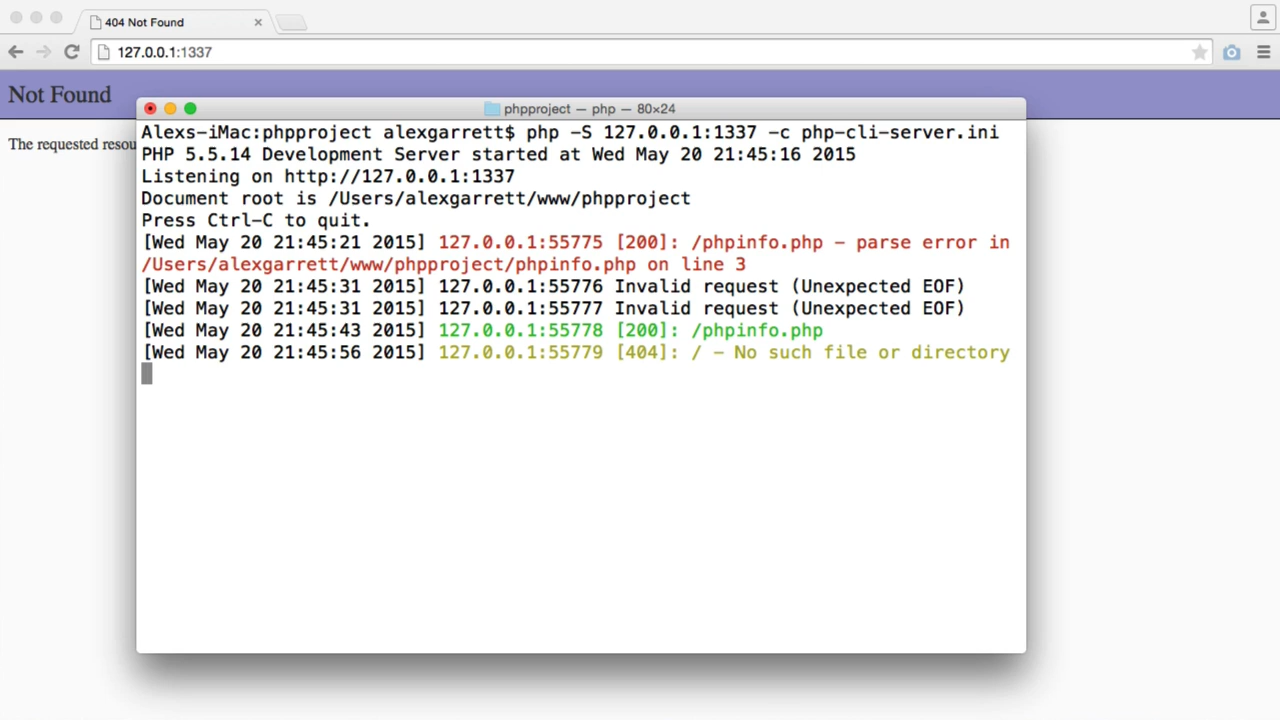 404 Not Found
127.0.0.1:1337
Not Found
The requested
phpproject — php — 80×24
Alexs-iMac:phpproject alexgarrett$ php -S 127.0.0.1:1337 -c php-cli-server.ini
PHP 5.5.14 Development Server started at Wed May 20 21:45:16 2015
Listening on http://127.0.0.1:1337
Document root is /Users/alexgarrett/www/phpproject
Press Ctrl-C to quit.
[Wed May 20 21:45:21 2015] 127.0.0.1:55775 [200]: /phpinfo.php - parse error in
/Users/alexgarrett/www/phpproject/phpinfo.php on line 3
[Wed May 20 21:45:31 2015] 127.0.0.1:55776 Invalid request (Unexpected EOF)
[Wed May 20 21:45:31 2015] 127.0.0.1:55777 Invalid request (Unexpected EOF)
[Wed May 20 21:45:43 2015] 127.0.0.1:55778 [200]: /phpinfo.php
[Wed May 20 21:45:56 2015] 127.0.0.1:55779 [404]: / - No such file or directory